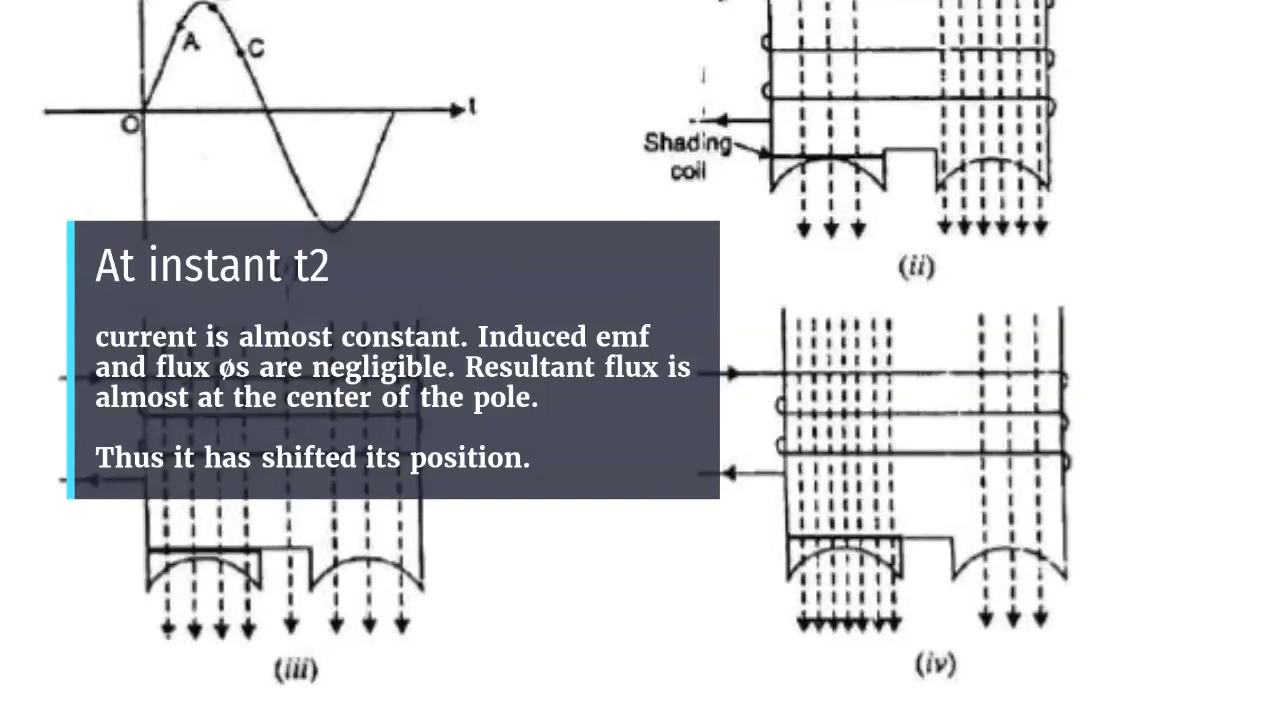 A
C
t
O
Shading
coil
(ii)
At instant t2
current is almost constant. Induced emf
and flux øs are negligible. Resultant flux is
almost at the center of the pole.
Thus it has shifted its position.
(iii)
(iv)